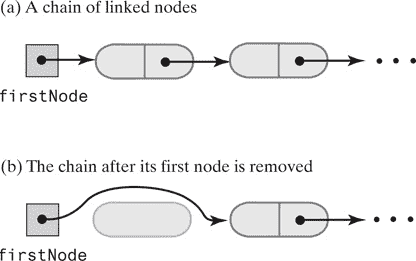 (a) A chain of linked nodes
firstNode
(b) The chain after its first node is removed
firstNode